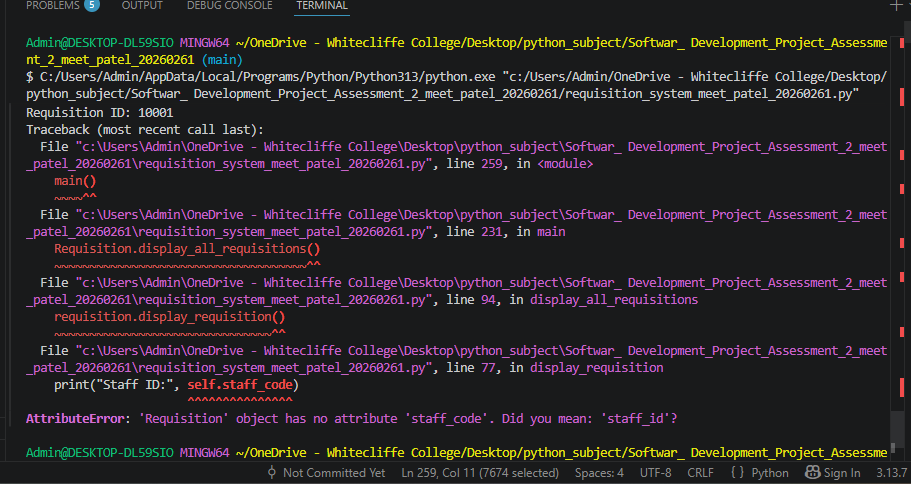 PROBLEMS 5 OUTPUT DEBUG CONSOLE TERMINAL
Admin@DESKTOP-DL59SIO MINGW64 ~/OneDrive - Whitecliffe College/Desktop/python_subject/Softwar_ Development_Project_Assessme
nt_2_meet_patel_20260261 (main)
$ C:/Users/Admin/AppData/Local/Programs/Python/Python313/python.exe "c:/Users/Admin/OneDrive - Whitecliffe College/Desktop/
python_subject/Softwar_ Development_Project_Assessment_2_meet_patel_20260261/requisition_system_meet_patel_20260261.py"
Requisition ID: 10001
Traceback (most recent call last):
  File "c:\Users\Admin\OneDrive - Whitecliffe College\Desktop\python_subject\Softwar_ Development_Project_Assessment_2_meet
_patel_20260261\requisition_system_meet_patel_20260261.py", line 259, in <module>
    main()
    ~~~~^^
  File "c:\Users\Admin\OneDrive - Whitecliffe College\Desktop\python_subject\Softwar_ Development_Project_Assessment_2_meet
_patel_20260261\requisition_system_meet_patel_20260261.py", line 231, in main
    Requisition.display_all_requisitions()
    ~~~~~~~~~~~~~~~~~~~~~~~~~~~~~~~~~~~~^^
  File "c:\Users\Admin\OneDrive - Whitecliffe College\Desktop\python_subject\Softwar_ Development_Project_Assessment_2_meet
_patel_20260261\requisition_system_meet_patel_20260261.py", line 94, in display_all_requisitions
    requisition.display_requisition()
    ~~~~~~~~~~~~~~~~~~~~~~~~~~~~~~~^^
  File "c:\Users\Admin\OneDrive - Whitecliffe College\Desktop\python_subject\Softwar_ Development_Project_Assessment_2_meet
_patel_20260261\requisition_system_meet_patel_20260261.py", line 77, in display_requisition
    print("Staff ID:", self.staff_code)
                       ^^^^^^^^^^^^^^^
AttributeError: 'Requisition' object has no attribute 'staff_code'. Did you mean: 'staff_id'?
Admin@DESKTOP-DL59SIO MINGW64 ~/OneDrive - Whitecliffe College/Desktop/python_subject/Softwar_ Development_Project_Assessme
Not Committed Yet Ln 259, Col 11 (7674 selected) Spaces: 4 UTF-8 CRLF { } Python Sign In 3.13.7